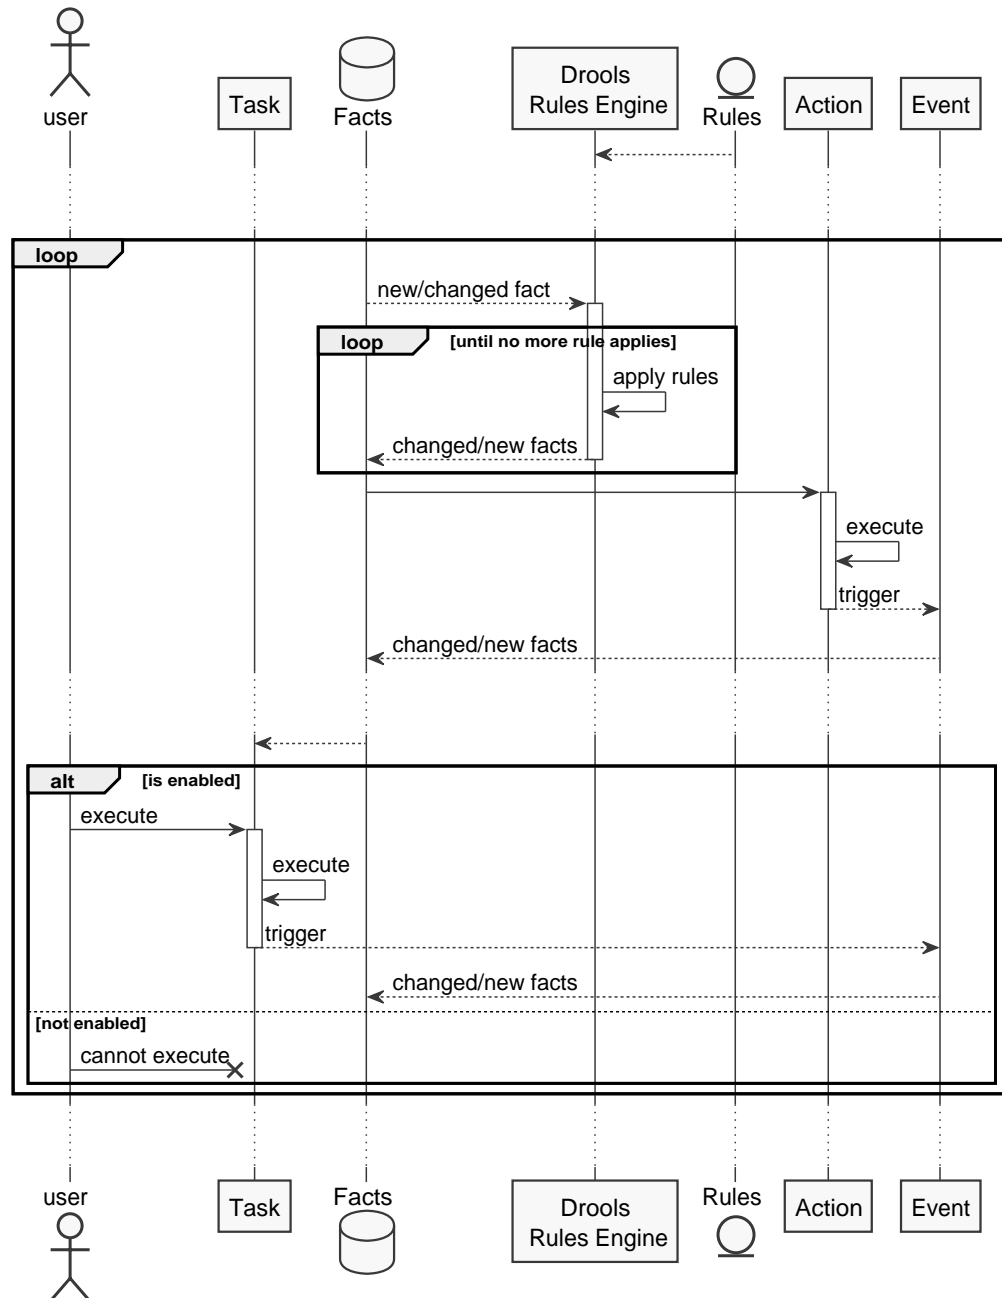 user
Task
Facts
Drools
Rules Engine
Rules
Action
Event
loop
new/changed fact
loop
[until no more rule applies]
apply rules
changed/new facts
execute
trigger
changed/new facts
alt
[is enabled]
execute
execute
trigger
changed/new facts
[not enabled]
cannot execute
user
Task
Facts
Drools
Rules Engine
Rules
Action
Event